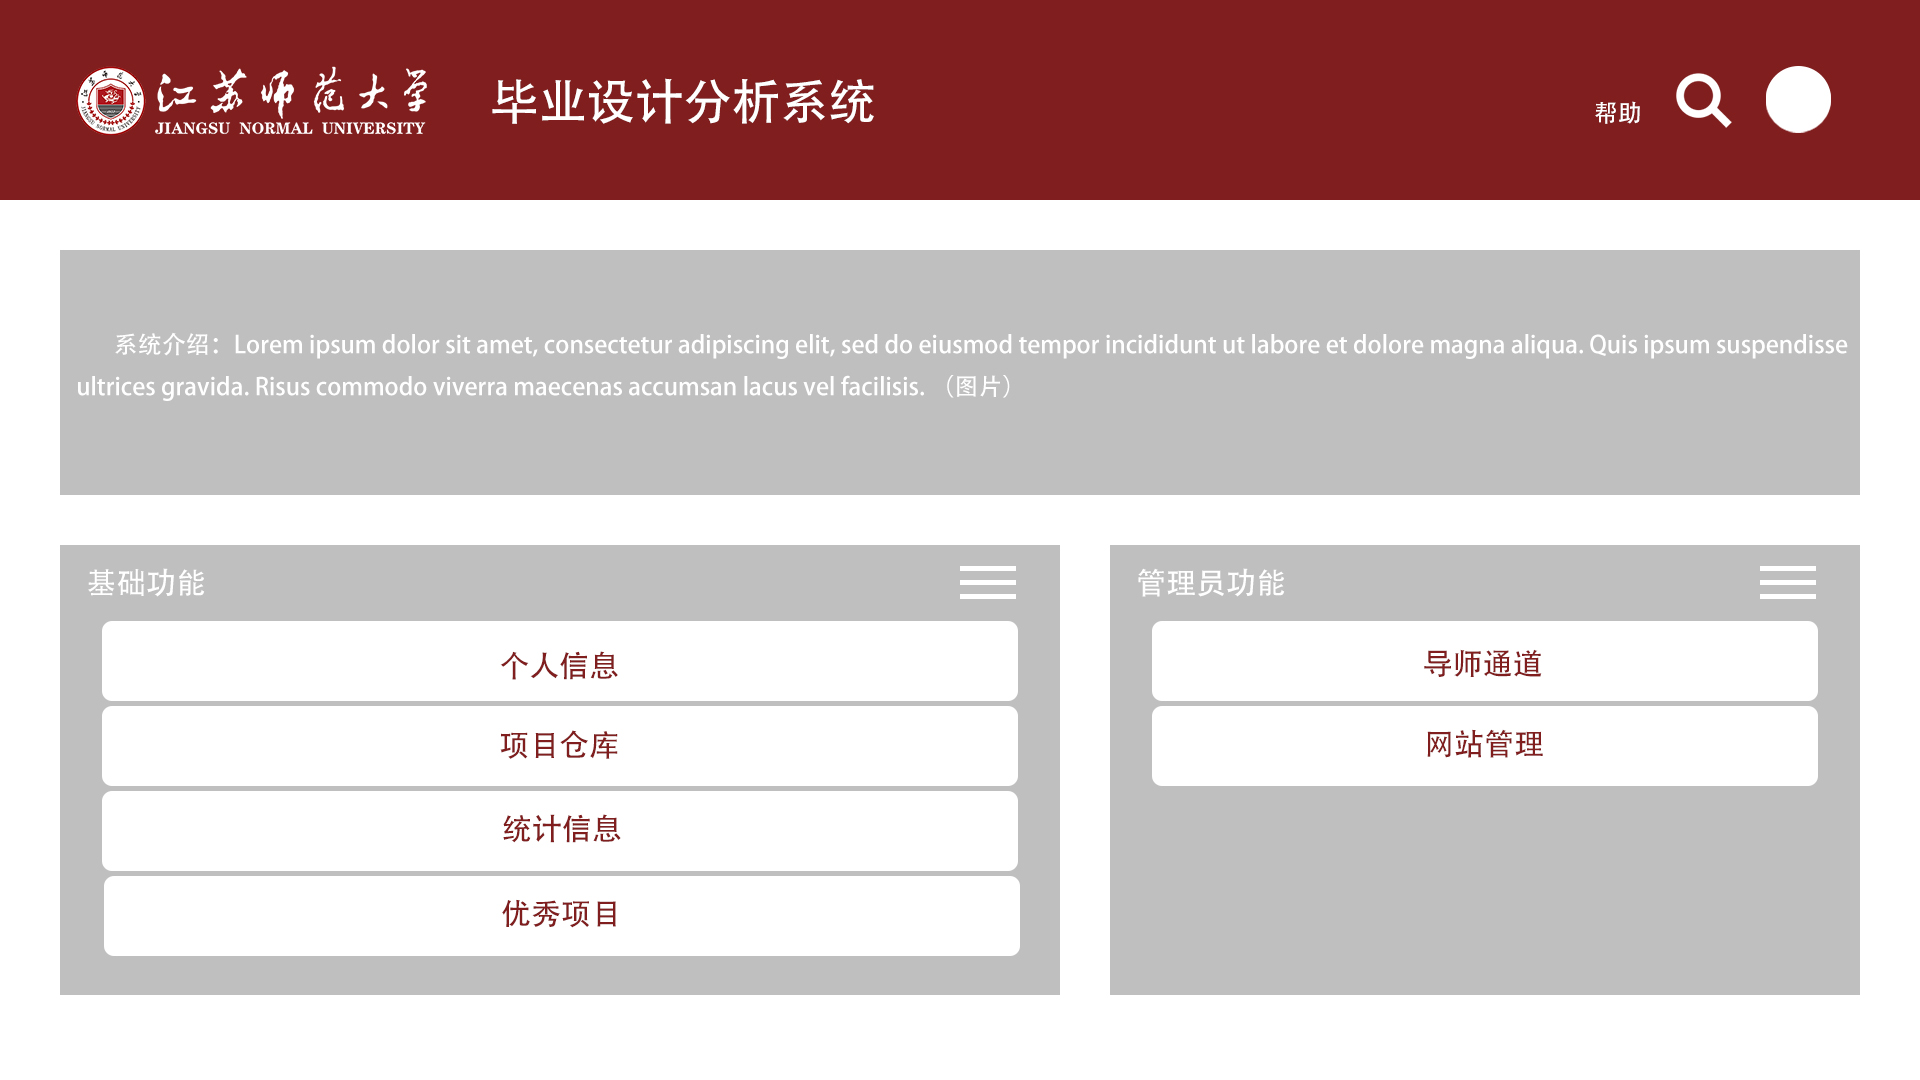 江苏师范大学
JIANGSU NORMAL UNIVERSITY
毕业设计分析系统
帮助
系统介绍：Lorem ipsum dolor sit amet, consectetur adipiscing elit, sed do eiusmod tempor incididunt ut labore et dolore magna aliqua. Quis ipsum suspendisse
ultrices gravida. Risus commodo viverra maecenas accumsan lacus vel facilisis. （图片）
基础功能
个人信息
项目仓库
统计信息
优秀项目
管理员功能
导师通道
网站管理